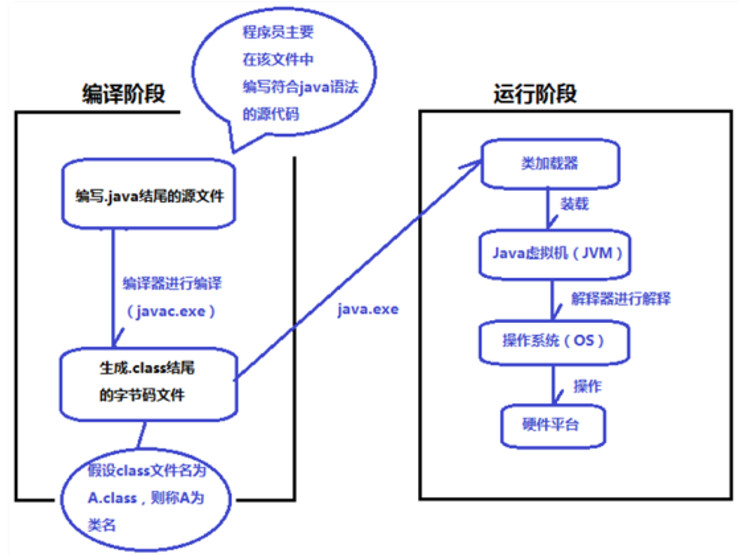 程序员主要
在该文件中
编写符合java语法
的源代码
编译阶段
编写.java结尾的源文件
编译器进行编译
（javac.exe）
生成.class结尾
的字节码文件
假设class文件名为
A.class，则称A为
类名
java.exe
运行阶段
类加载器
装载
Java虚拟机（JVM）
解释器进行解释
操作系统（OS）
操作
硬件平台